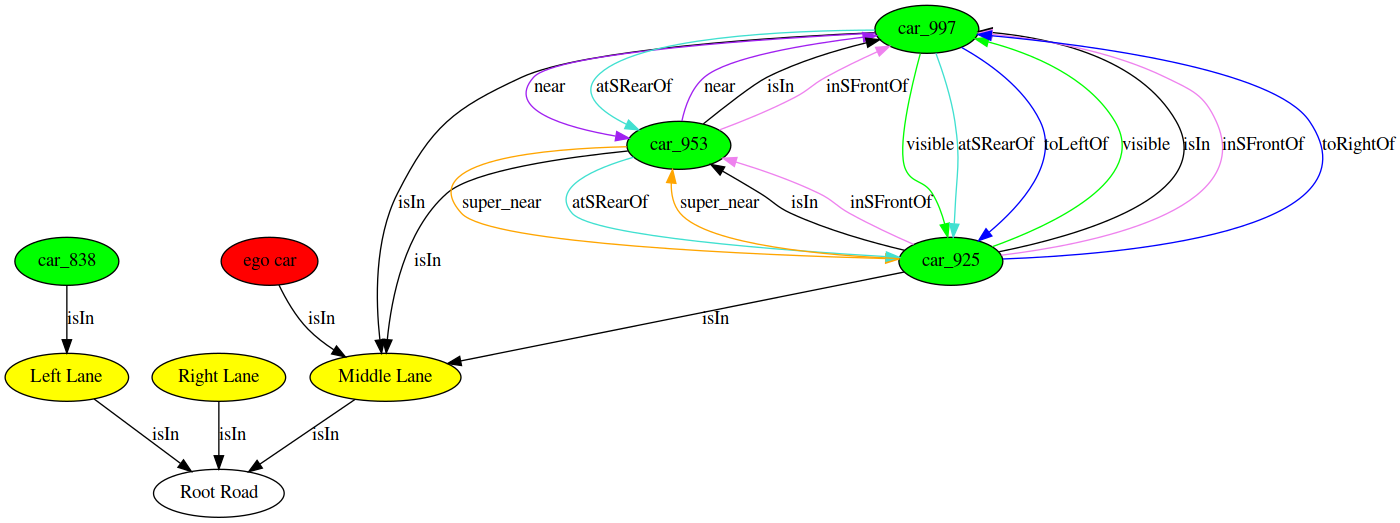 car_997
near
atSRearOf
near
isIn
inSFrontOf
car_953
visible
atSRearOf
toLeftOf
visible
isIn
inSFrontOf
toRightOf
isIn
super_near
atSRearOf
super_near
isIn
inSFrontOf
car_838
ego car
isIn
car_925
isIn
isIn
isIn
Left Lane
Right Lane
Middle Lane
isIn
isIn
isIn
Root Road